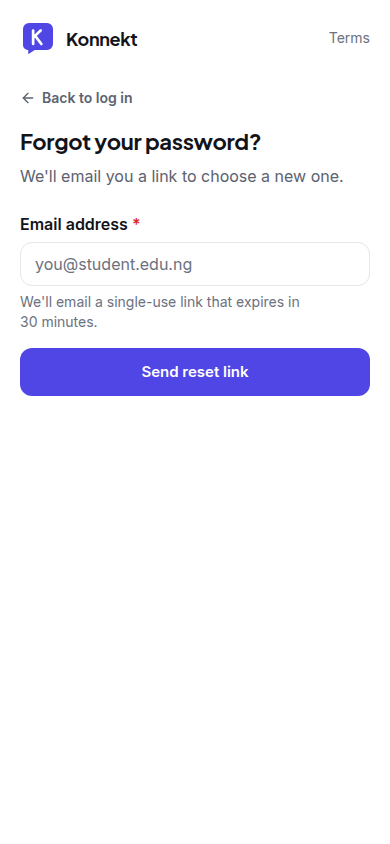 Konnekt
Terms
Back to log in
Forgot your password?
We'll email you a link to choose a new one.
Email address *
you@student.edu.ng
We'll email a single-use link that expires in
30 minutes.
Send reset link